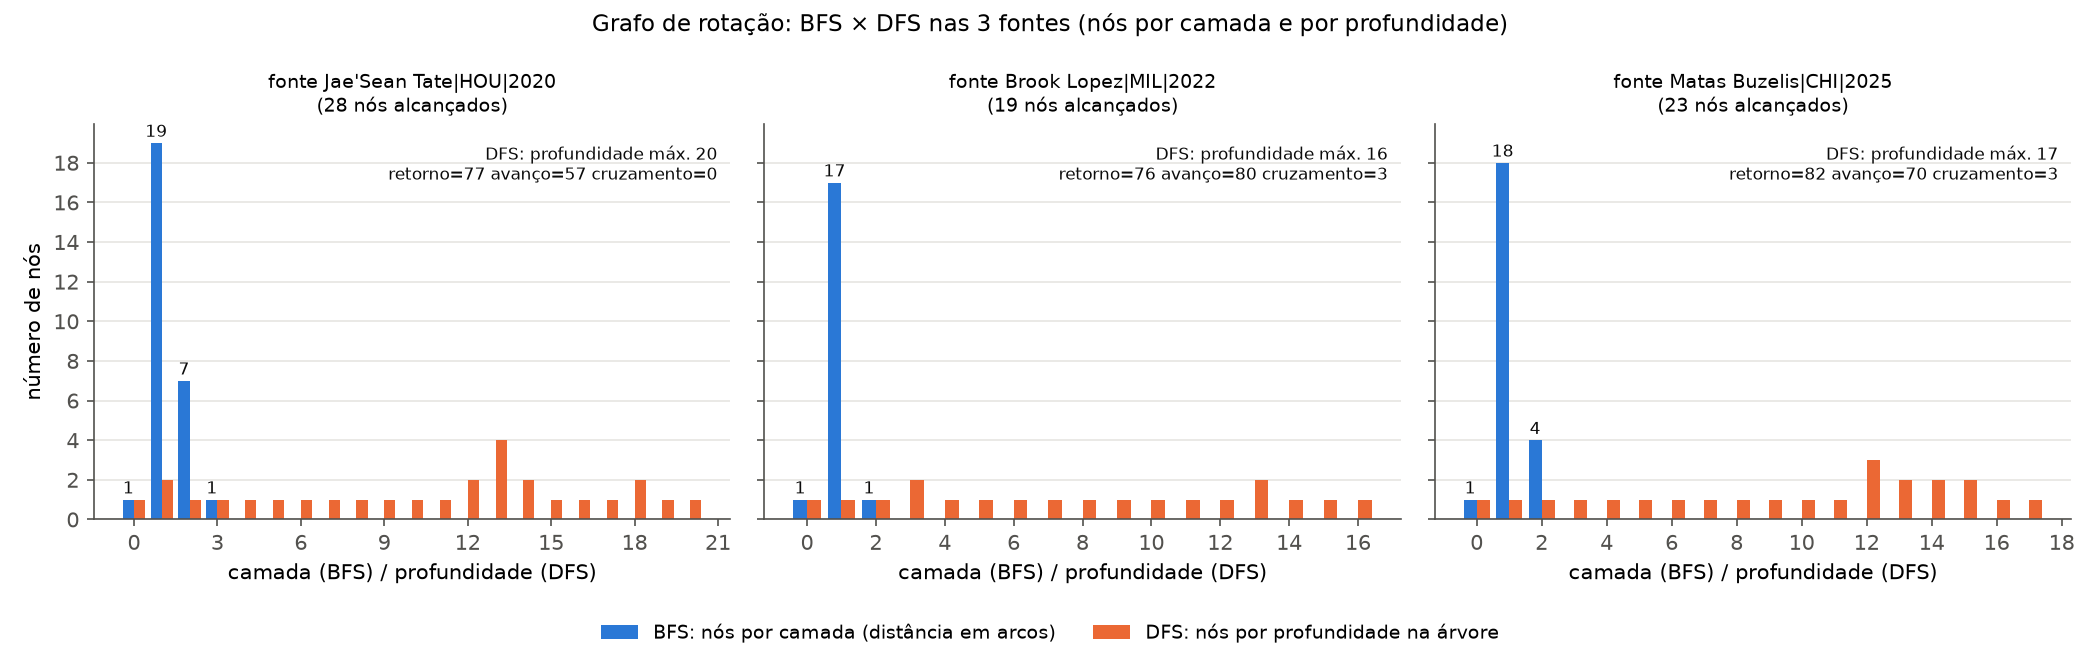 Grafo de rotação: BFS × DFS nas 3 fontes (nós por camada e por profundidade)
fonte Jae'Sean Tate|HOU|2020
(28 nós alcançados)
fonte Brook Lopez|MIL|2022
(19 nós alcançados)
fonte Matas Buzelis|CHI|2025
(23 nós alcançados)
DFS: profundidade máx. 20
retorno=77 avanço=57 cruzamento=0
DFS: profundidade máx. 16
retorno=76 avanço=80 cruzamento=3
DFS: profundidade máx. 17
retorno=82 avanço=70 cruzamento=3
número de nós
18
16
14
12
10
8
6
4
2
0
1
19
7
1
1
17
1
1
18
4
0 3 6 9 12 15 18 21
0 2 4 6 8 10 12 14 16
0 2 4 6 8 10 12 14 16 18
camada (BFS) / profundidade (DFS)
camada (BFS) / profundidade (DFS)
camada (BFS) / profundidade (DFS)
BFS: nós por camada (distância em arcos)
DFS: nós por profundidade na árvore